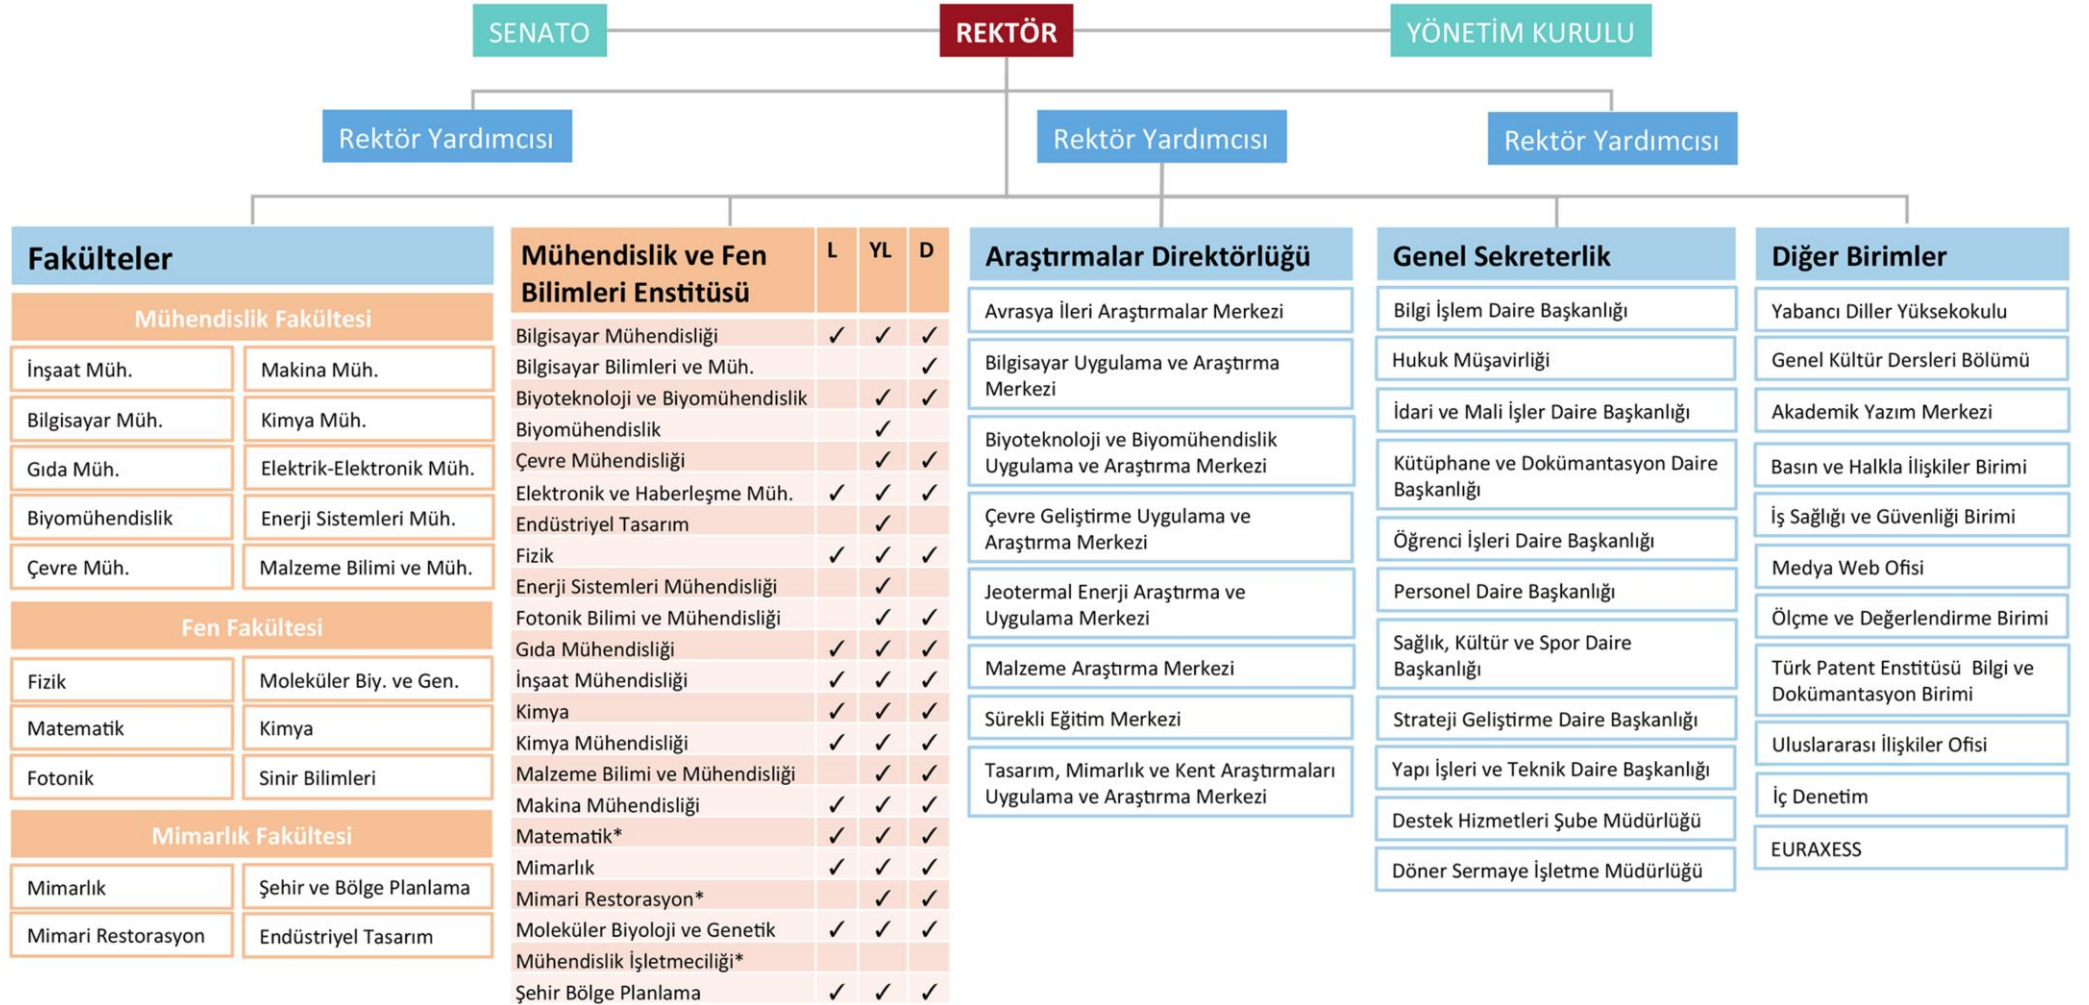 SENATO
REKTÖR
YÖNETİM KURULU
Rektör Yardımcısı
Rektör Yardımcısı
Rektör Yardımcısı
Fakülteler
Mühendislik Fakültesi
İnşaat Müh.
Makina Müh.
Bilgisayar Müh.
Kimya Müh.
Gıda Müh.
Elektrik-Elektronik Müh.
Biyomühendislik
Enerji Sistemleri Müh.
Çevre Müh.
Malzeme Bilimi ve Müh.
Fen Fakültesi
Fizik
Moleküler Biy. ve Gen.
Matematik
Kimya
Fotonik
Sinir Bilimleri
Mimarlık Fakültesi
Mimarlık
Şehir ve Bölge Planlama
Mimari Restorasyon
Endüstriyel Tasarım
Mühendislik ve Fen L YL D
Bilimleri Enstitüsü
Bilgisayar Mühendisliği ✓ ✓ ✓
Bilgisayar Bilimleri ve Müh. ✓
Biyoteknoloji ve Biyomühendislik ✓ ✓
Biyomühendislik ✓
Çevre Mühendisliği ✓ ✓
Elektronik ve Haberleşme Müh. ✓ ✓ ✓
Endüstriyel Tasarım ✓
Fizik ✓ ✓ ✓
Enerji Sistemleri Mühendisliği ✓
Fotonik Bilimi ve Mühendisliği ✓ ✓
Gıda Mühendisliği ✓ ✓ ✓
İnşaat Mühendisliği ✓ ✓ ✓
Kimya ✓ ✓ ✓
Kimya Mühendisliği ✓ ✓ ✓
Malzeme Bilimi ve Mühendisliği ✓ ✓
Makina Mühendisliği ✓ ✓ ✓
Matematik* ✓ ✓ ✓
Mimarlık ✓ ✓ ✓
Mimari Restorasyon* ✓ ✓
Moleküler Biyoloji ve Genetik ✓ ✓ ✓
Mühendislik İşletmeciliği*
Şehir Bölge Planlama ✓ ✓ ✓
Araştırmalar Direktörlüğü
Avrasya İleri Araştırmalar Merkezi
Bilgisayar Uygulama ve Araştırma
Merkezi
Biyoteknoloji ve Biyomühendislik
Uygulama ve Araştırma Merkezi
Çevre Geliştirme Uygulama ve
Araştırma Merkezi
Jeotermal Enerji Araştırma ve
Uygulama Merkezi
Malzeme Araştırma Merkezi
Sürekli Eğitim Merkezi
Tasarım, Mimarlık ve Kent Araştırmaları
Uygulama ve Araştırma Merkezi
Genel Sekreterlik
Bilgi İşlem Daire Başkanlığı
Hukuk Müşavirliği
İdari ve Mali İşler Daire Başkanlığı
Kütüphane ve Dokümantasyon Daire
Başkanlığı
Öğrenci İşleri Daire Başkanlığı
Personel Daire Başkanlığı
Sağlık, Kültür ve Spor Daire
Başkanlığı
Strateji Geliştirme Daire Başkanlığı
Yapı İşleri ve Teknik Daire Başkanlığı
Destek Hizmetleri Şube Müdürlüğü
Döner Sermaye İşletme Müdürlüğü
Diğer Birimler
Yabancı Diller Yüksekokulu
Genel Kültür Dersleri Bölümü
Akademik Yazım Merkezi
Basın ve Halkla İlişkiler Birimi
İş Sağlığı ve Güvenliği Birimi
Medya Web Ofisi
Ölçme ve Değerlendirme Birimi
Türk Patent Enstitüsü Bilgi ve
Dokümantasyon Birimi
Uluslararası İlişkiler Ofisi
İç Denetim
EURAXESS